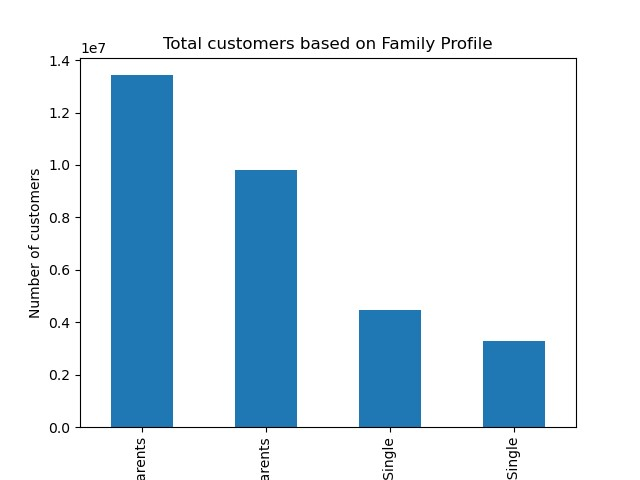 Total customers based on Family Profile
1e7
1.4
1.2
1.0
0.8
0.6
0.4
0.2
0.0
Number of customers
arents
arents
Single
Single